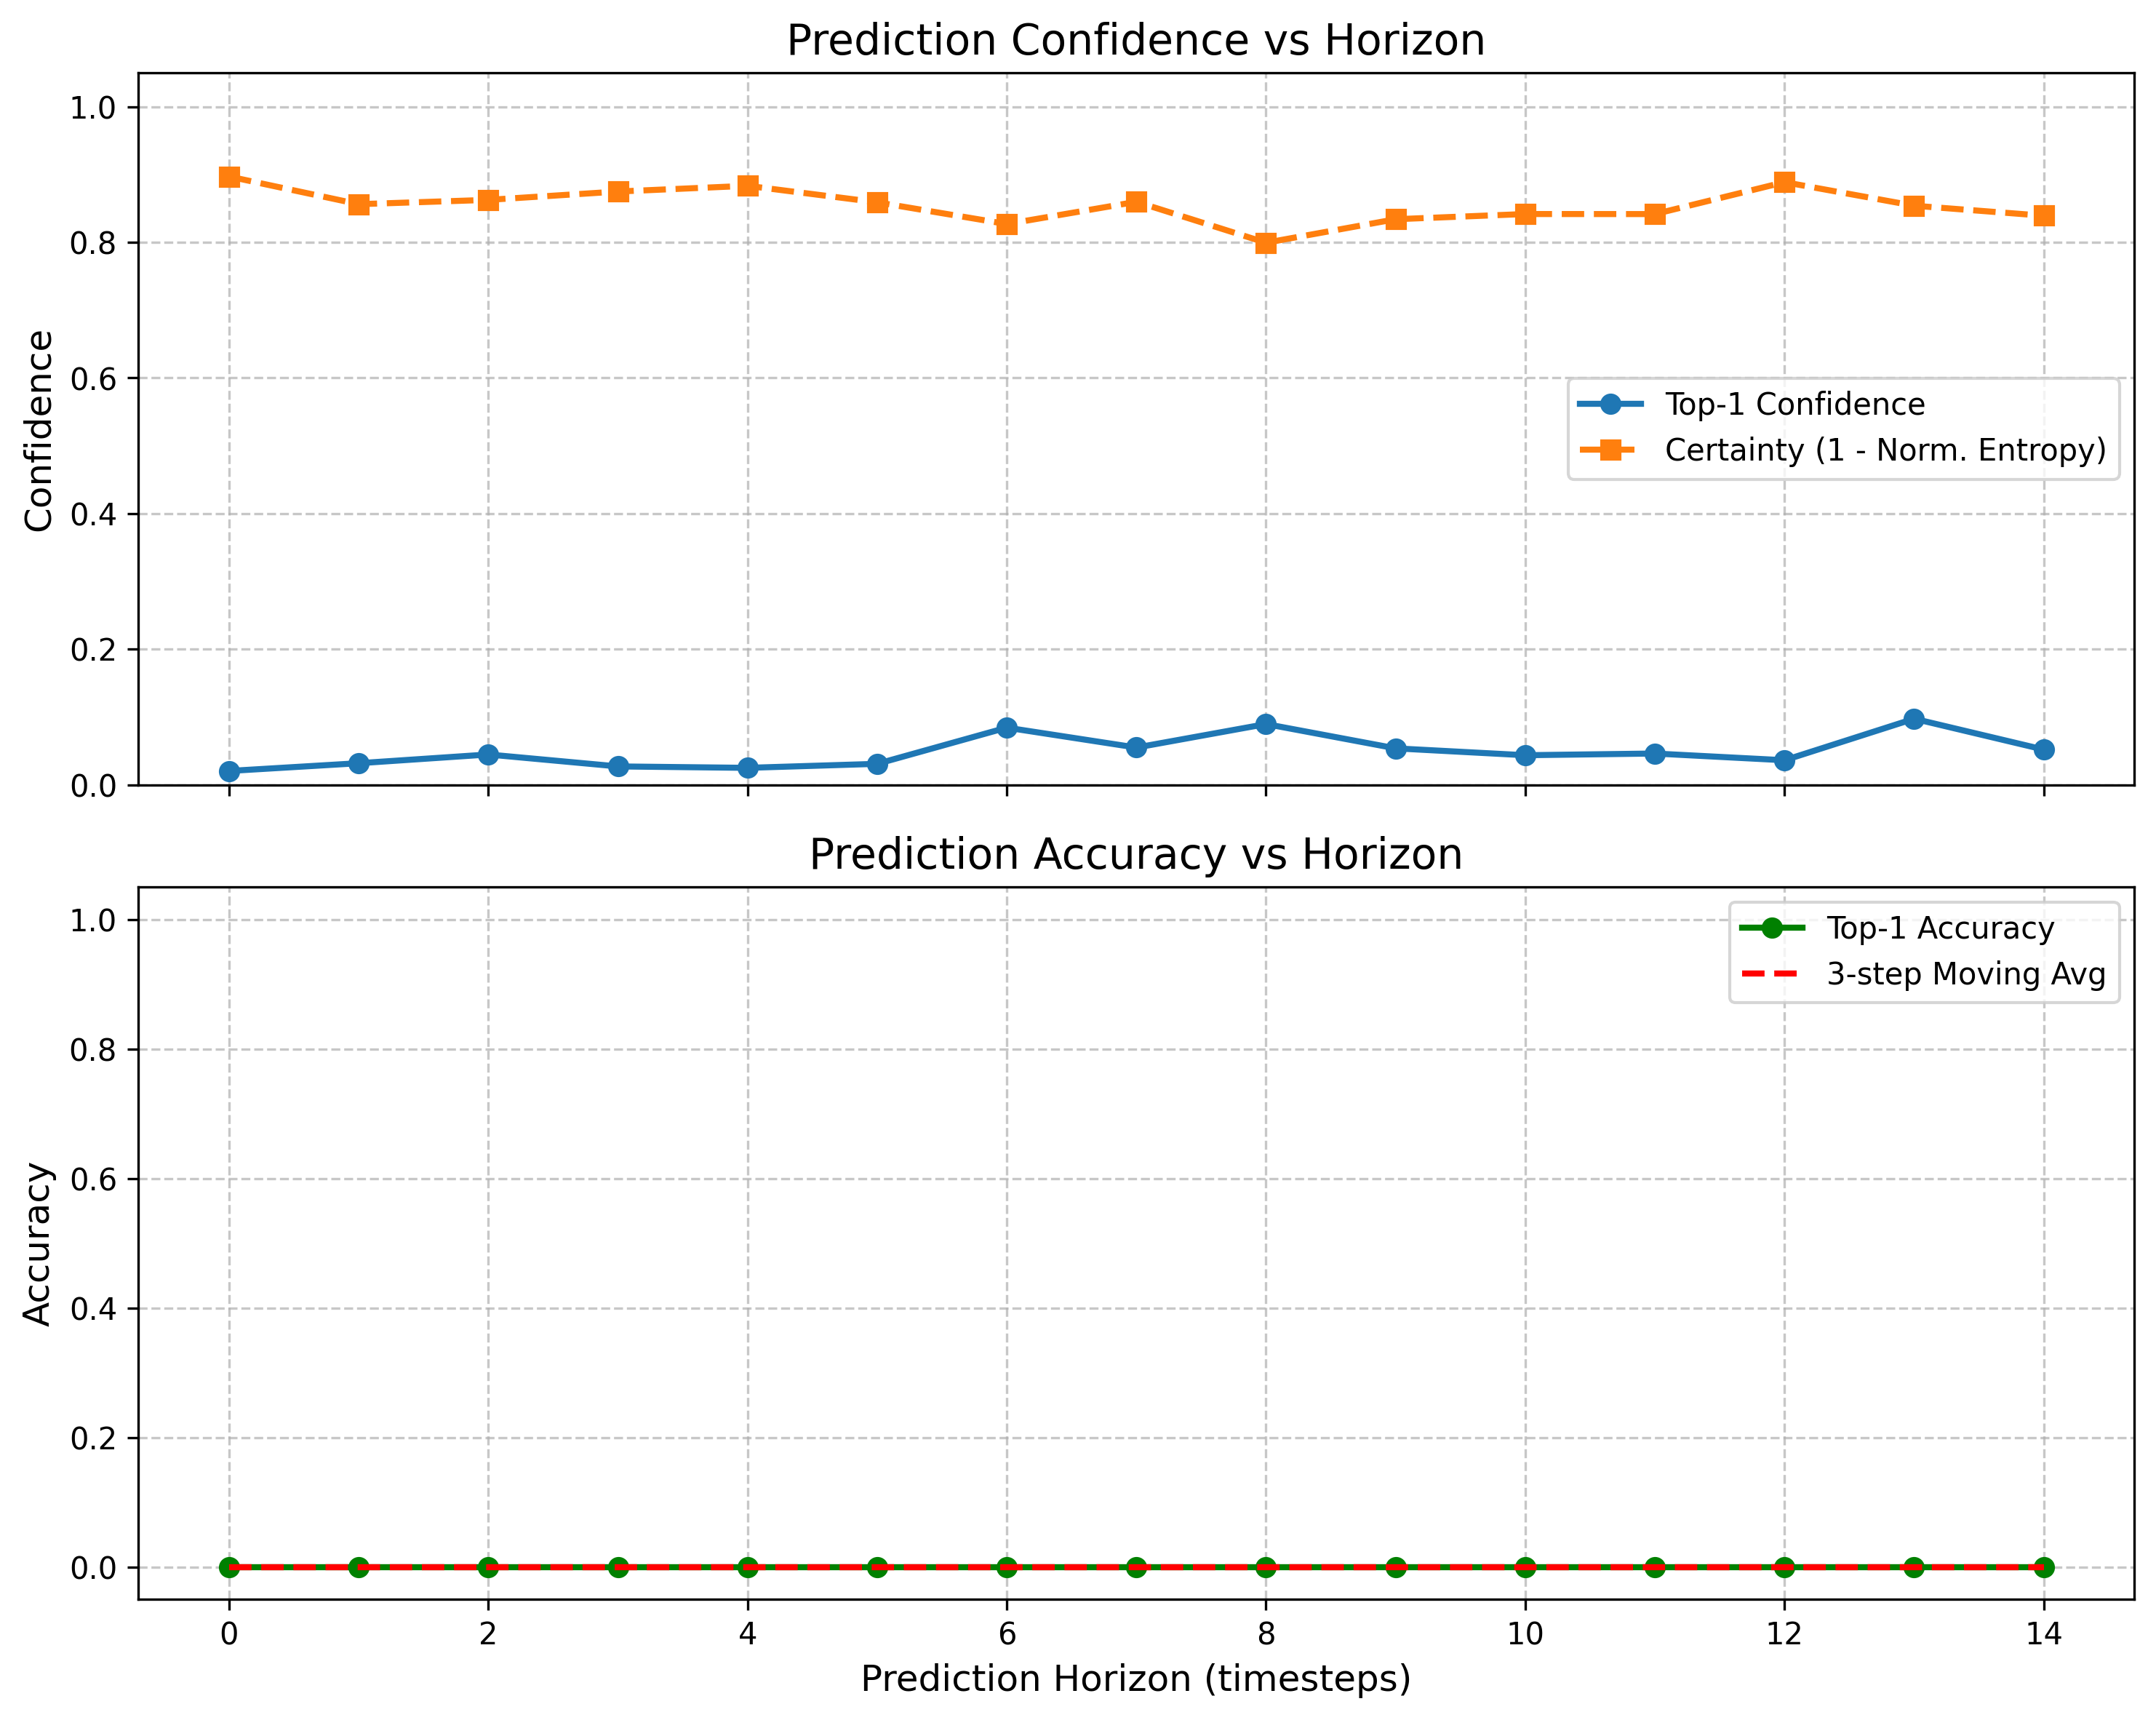 Prediction Confidence vs Horizon
1.0
0.8
0.6
0.4
0.2
0.0
Confidence
Top-1 Confidence
Certainty (1 - Norm. Entropy)
Prediction Accuracy vs Horizon
1.0
0.8
0.6
0.4
0.2
0.0
Accuracy
Top-1 Accuracy
3-step Moving Avg
0 2 4 6 8 10 12 14
Prediction Horizon (timesteps)